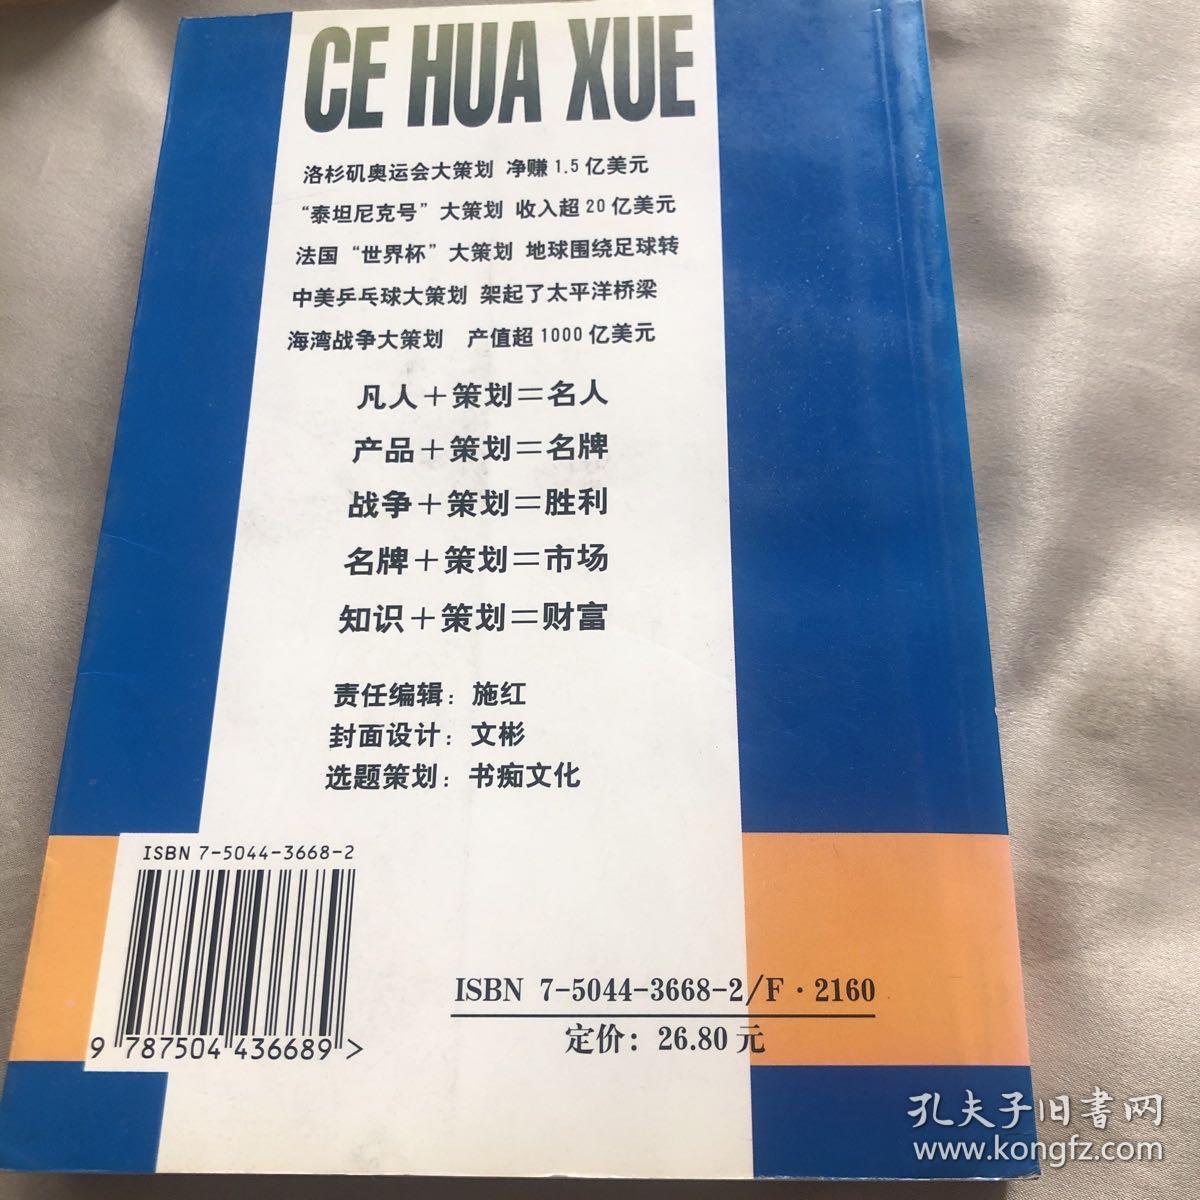 CE HUA XUE
洛杉矶奥运会大策划 净赚1.5亿美元
“泰坦尼克号”大策划 收入超20亿美元
法国“世界杯”大策划 地球围绕足球转
中美乒乓球大策划 架起了太平洋桥梁
海湾战争大策划 产值超1000亿美元
凡人＋策划＝名人
产品＋策划＝名牌
战争＋策划＝胜利
名牌＋策划＝市场
知识＋策划＝财富
责任编辑：施红
封面设计：文彬
选题策划：书痴文化
ISBN 7-5044-3668-2
9 787504 436689 >
ISBN 7-5044-3668-2/F·2160
定价：26.80元
孔夫子旧書网
www.kongfz.com